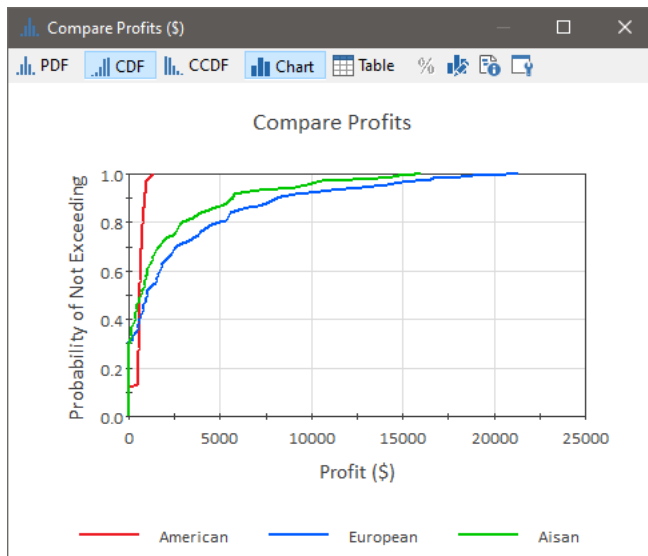 Compare Profits ($)
PDF CDF CCDF Chart Table %
Compare Profits
Probability of Not Exceeding
1.0
0.8
0.6
0.4
0.2
0.0
0 5000 10000 15000 20000 25000
Profit ($)
American European Aisan